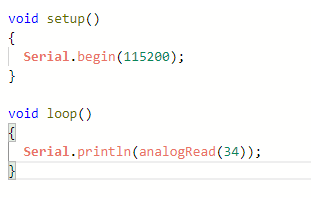 void setup()
{
  Serial.begin(115200);
}

void loop()
{
  Serial.println(analogRead(34));
}